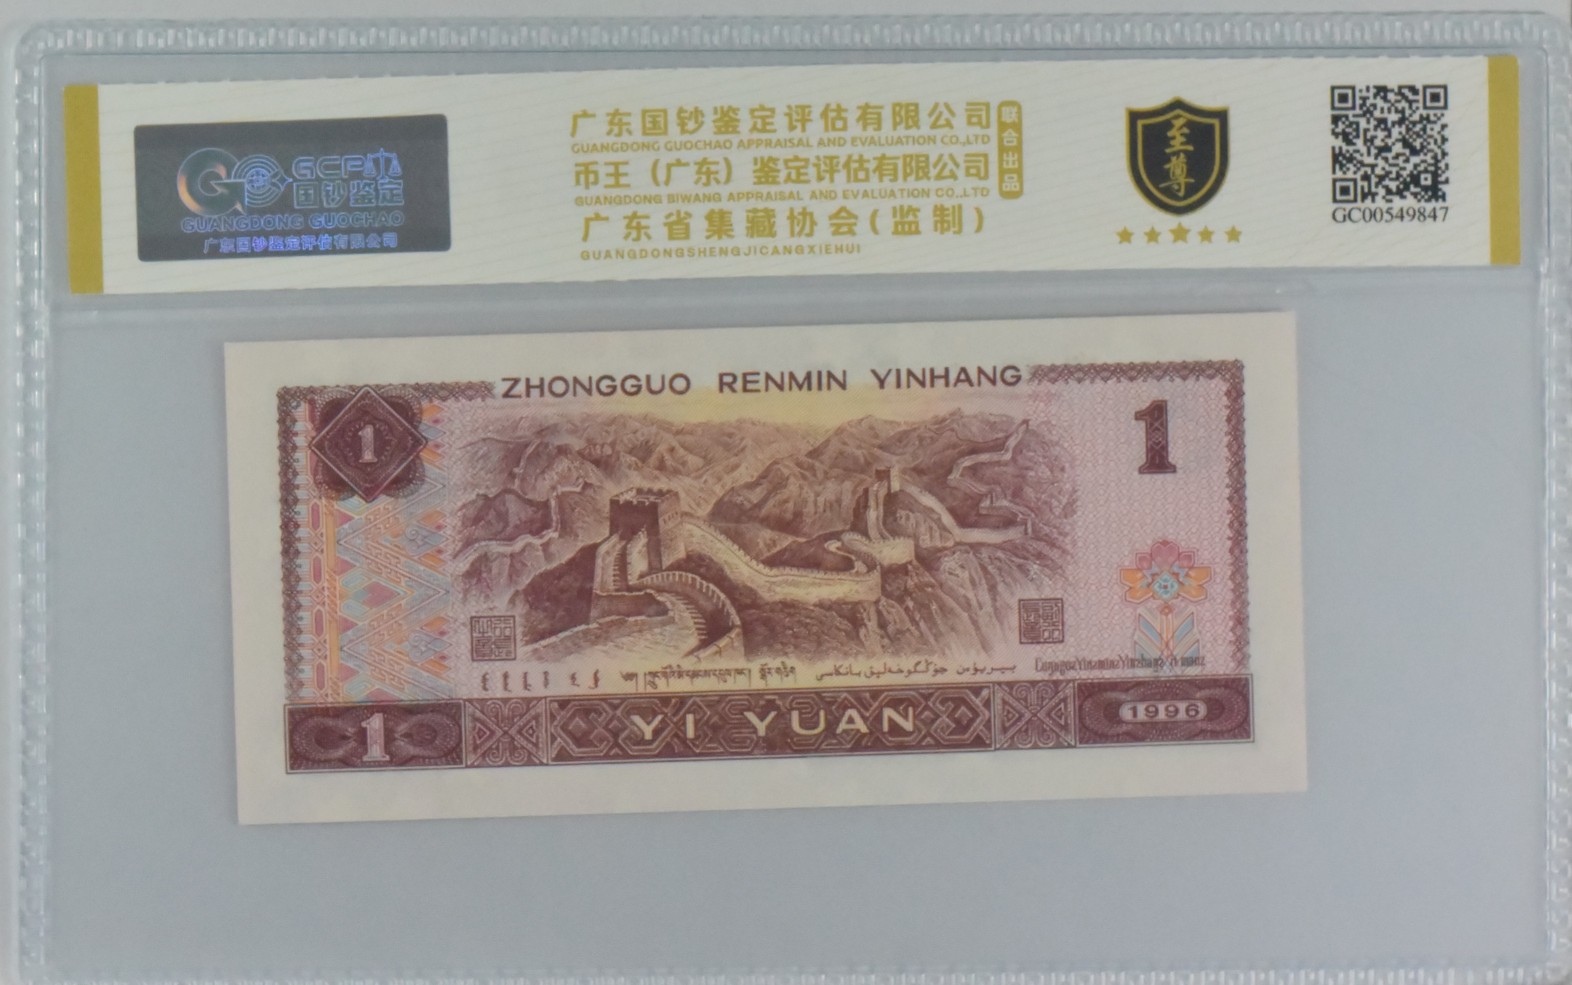 GCP
国钞鉴定
GUANGDONG GUOCHAO
广东国钞鉴定评估有限公司
广东国钞鉴定评估有限公司
GUANGDONG GUOCHAO APPRAISAL AND EVALUATION CO.,LTD
币王（广东）鉴定评估有限公司
GUANGDONG BIWANG APPRAISAL AND EVALUATION CO.,LTD
广东省集藏协会(监制)
GUANGDONGSHENGJICANGXIEHUI
联合出品
至尊
GC00549847
ZHONGGUO RENMIN YINHANG
1
1
1
YI YUAN
1996